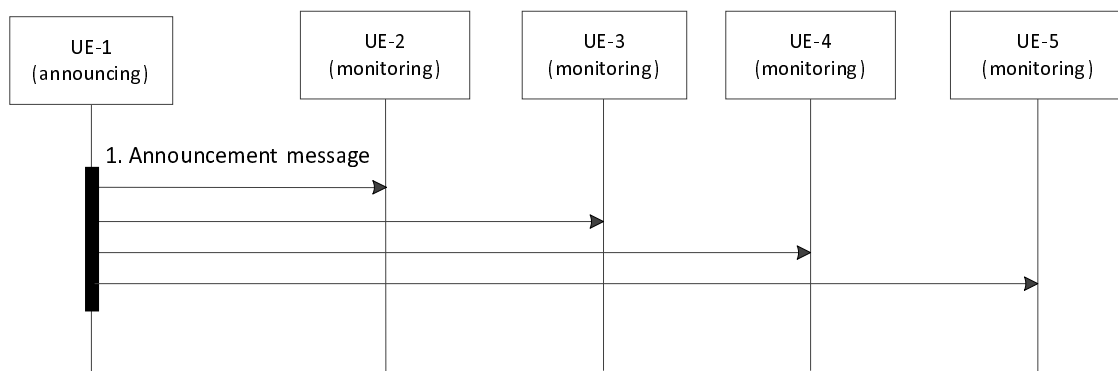 UE-1
(announcing)
UE-2
(monitoring)
UE-3
(monitoring)
UE-4
(monitoring)
UE-5
(monitoring)
1. Announcement message